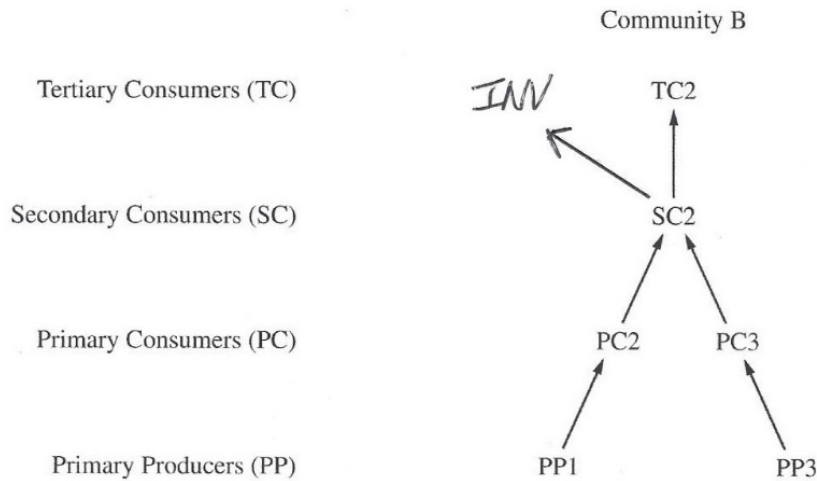 Community B
Tertiary Consumers (TC)
INV
TC2
Secondary Consumers (SC)
SC2
Primary Consumers (PC)
PC2
PC3
Primary Producers (PP)
PP1
PP3